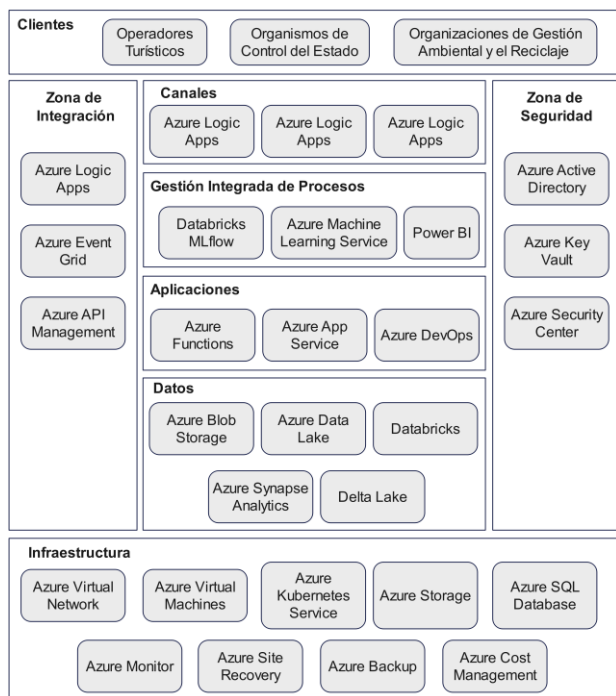 Clientes
Operadores
Turísticos
Organismos de
Control del Estado
Organizaciones de Gestión
Ambiental y el Reciclaje
Zona de
Integración
Azure Logic
Apps
Azure Event
Grid
Azure API
Management
Canales
Azure Logic
Apps
Azure Logic
Apps
Azure Logic
Apps
Gestión Integrada de Procesos
Databricks
MLflow
Azure Machine
Learning Service
Power BI
Aplicaciones
Azure
Functions
Azure App
Service
Azure DevOps
Datos
Azure Blob
Storage
Azure Data
Lake
Databricks
Azure Synapse
Analytics
Delta Lake
Zona de
Seguridad
Azure Active
Directory
Azure Key
Vault
Azure Security
Center
Infraestructura
Azure Virtual
Network
Azure Virtual
Machines
Azure
Kubernetes
Service
Azure Storage
Azure SQL
Database
Azure Monitor
Azure Site
Recovery
Azure Backup
Azure Cost
Management